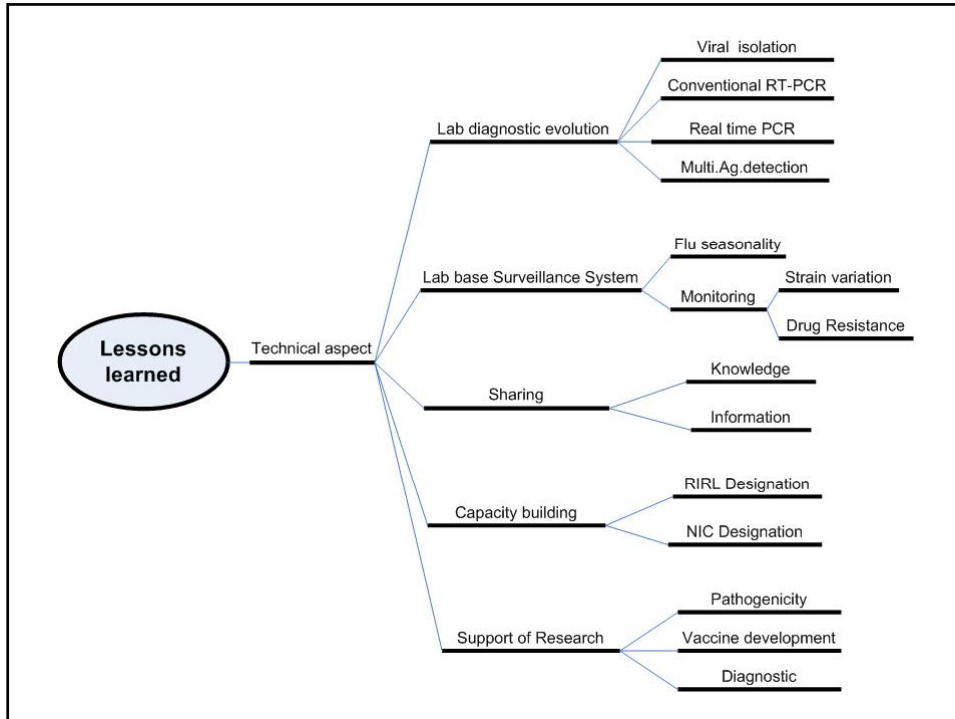 Lessons
learned
Technical aspect
Lab diagnostic evolution
Viral isolation
Conventional RT-PCR
Real time PCR
Multi.Ag.detection
Lab base Surveillance System
Flu seasonality
Monitoring
Strain variation
Drug Resistance
Sharing
Knowledge
Information
Capacity building
RIRL Designation
NIC Designation
Support of Research
Pathogenicity
Vaccine development
Diagnostic